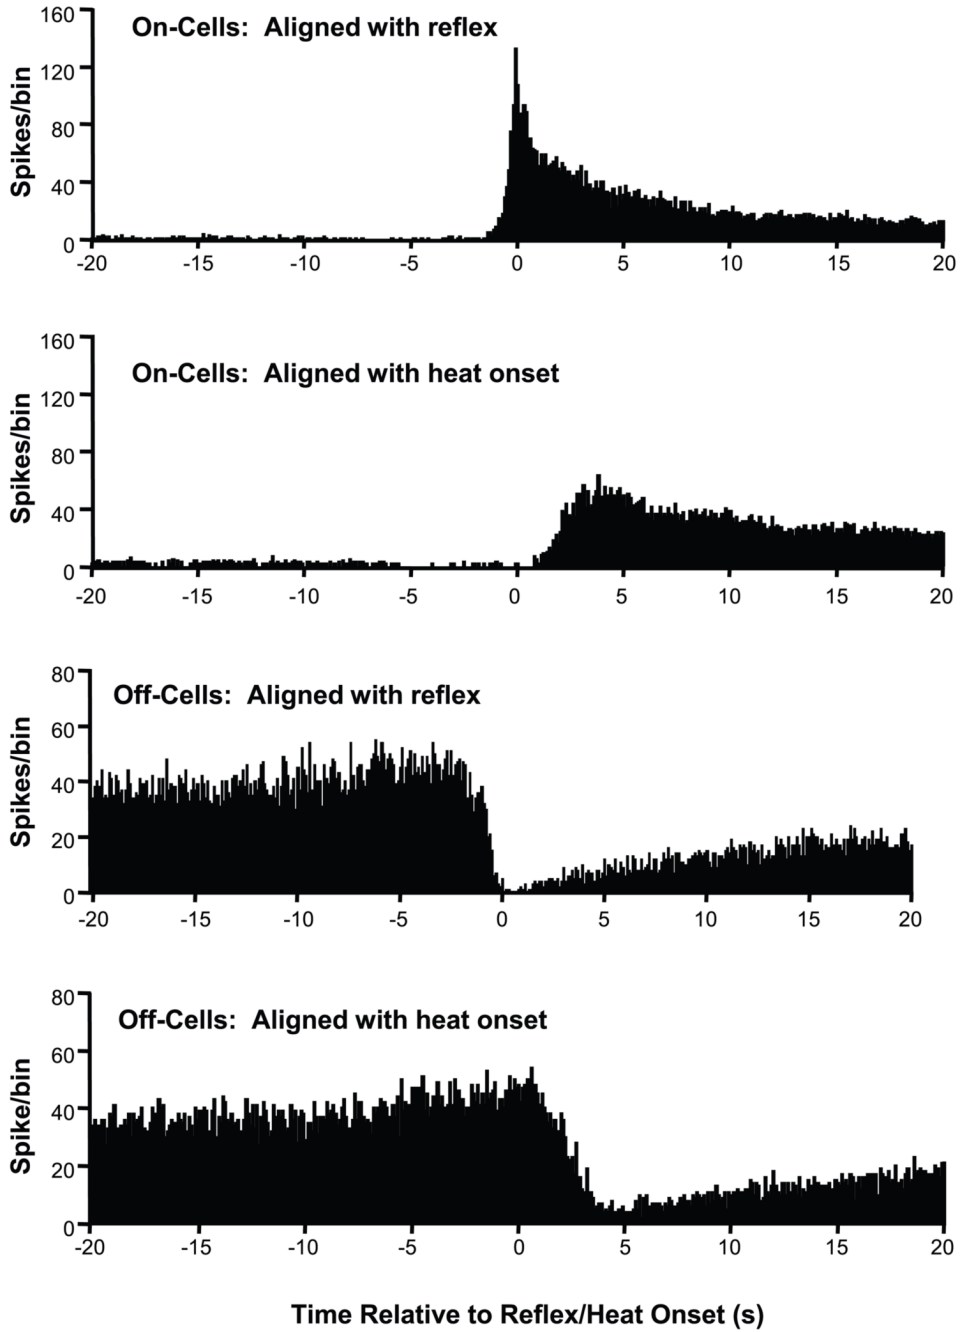 On-Cells: Aligned with reflex
Spikes/bin
160
120
80
40
0
-20 -15 -10 -5 0 5 10 15 20
On-Cells: Aligned with heat onset
Spikes/bin
160
120
80
40
0
-20 -15 -10 -5 0 5 10 15 20
Off-Cells: Aligned with reflex
Spikes/bin
80
60
40
20
0
-20 -15 -10 -5 0 5 10 15 20
Off-Cells: Aligned with heat onset
Spike/bin
80
60
40
20
0
-20 -15 -10 -5 0 5 10 15 20
Time Relative to Reflex/Heat Onset (s)